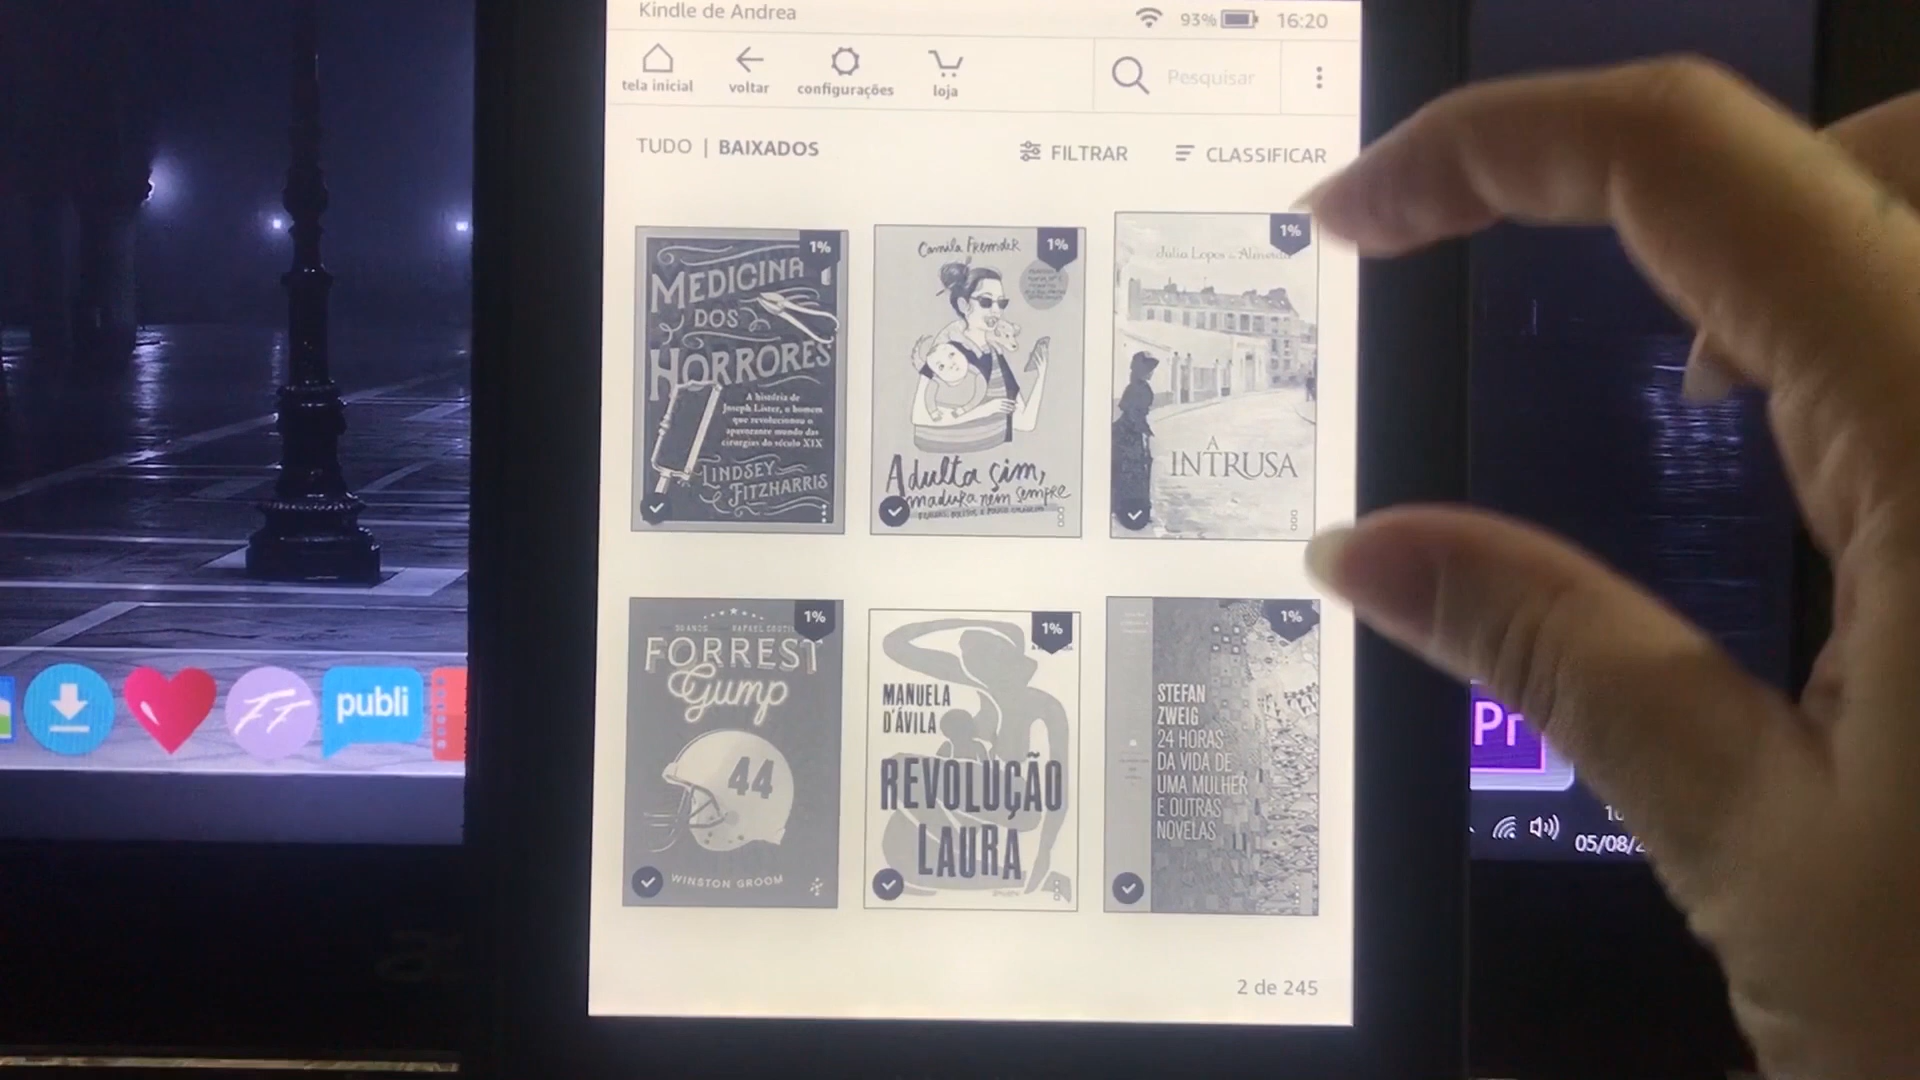 Kindle de Andrea
93%
16:20
tela inicial
voltar
configurações
loja
Pesquisar
TUDO | BAIXADOS
FILTRAR
CLASSIFICAR
1%
MEDICINA
DOS
HORRORES
A história de
Joseph Lister, o homem
que revolucionou o
apavorante mundo das
cirurgias do século XIX
LINDSEY
FITZHARRIS
1%
Camila Fremder
Adulta sim,
madura nem sempre
1%
Julia Lopes de Almeida
A
INTRUSA
1%
30 ANOS
FORREST
Gump
44
WINSTON GROOM
1%
MANUELA
D'ÁVILA
REVOLUÇÃO
LAURA
1%
STEFAN
ZWEIG
24 HORAS
DA VIDA DE
UMA MULHER
E OUTRAS
NOVELAS
2 de 245
publi
Pr
05/08/